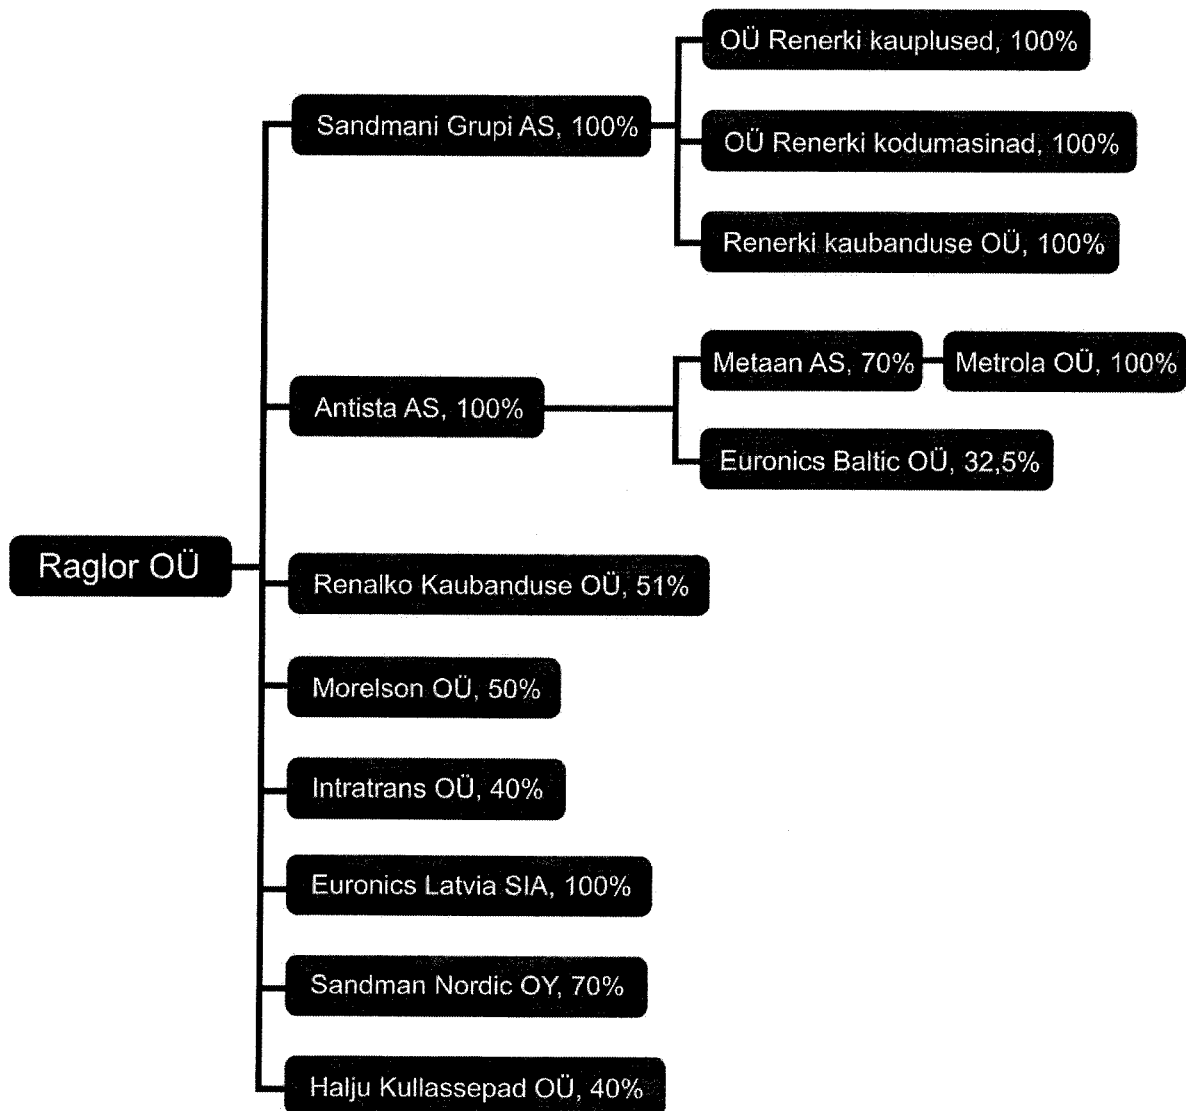 OÜ Renerki kauplused, 100%
Sandmani Grupi AS, 100%
OÜ Renerki kodumasinad, 100%
Renerki kaubanduse OÜ, 100%
Metaan AS, 70%
Metrola OÜ, 100%
Antista AS, 100%
Euronics Baltic OÜ, 32,5%
Raglor OÜ
Renalko Kaubanduse OÜ, 51%
Morelson OÜ, 50%
Intratrans OÜ, 40%
Euronics Latvia SIA, 100%
Sandman Nordic OY, 70%
Halju Kullassepad OÜ, 40%